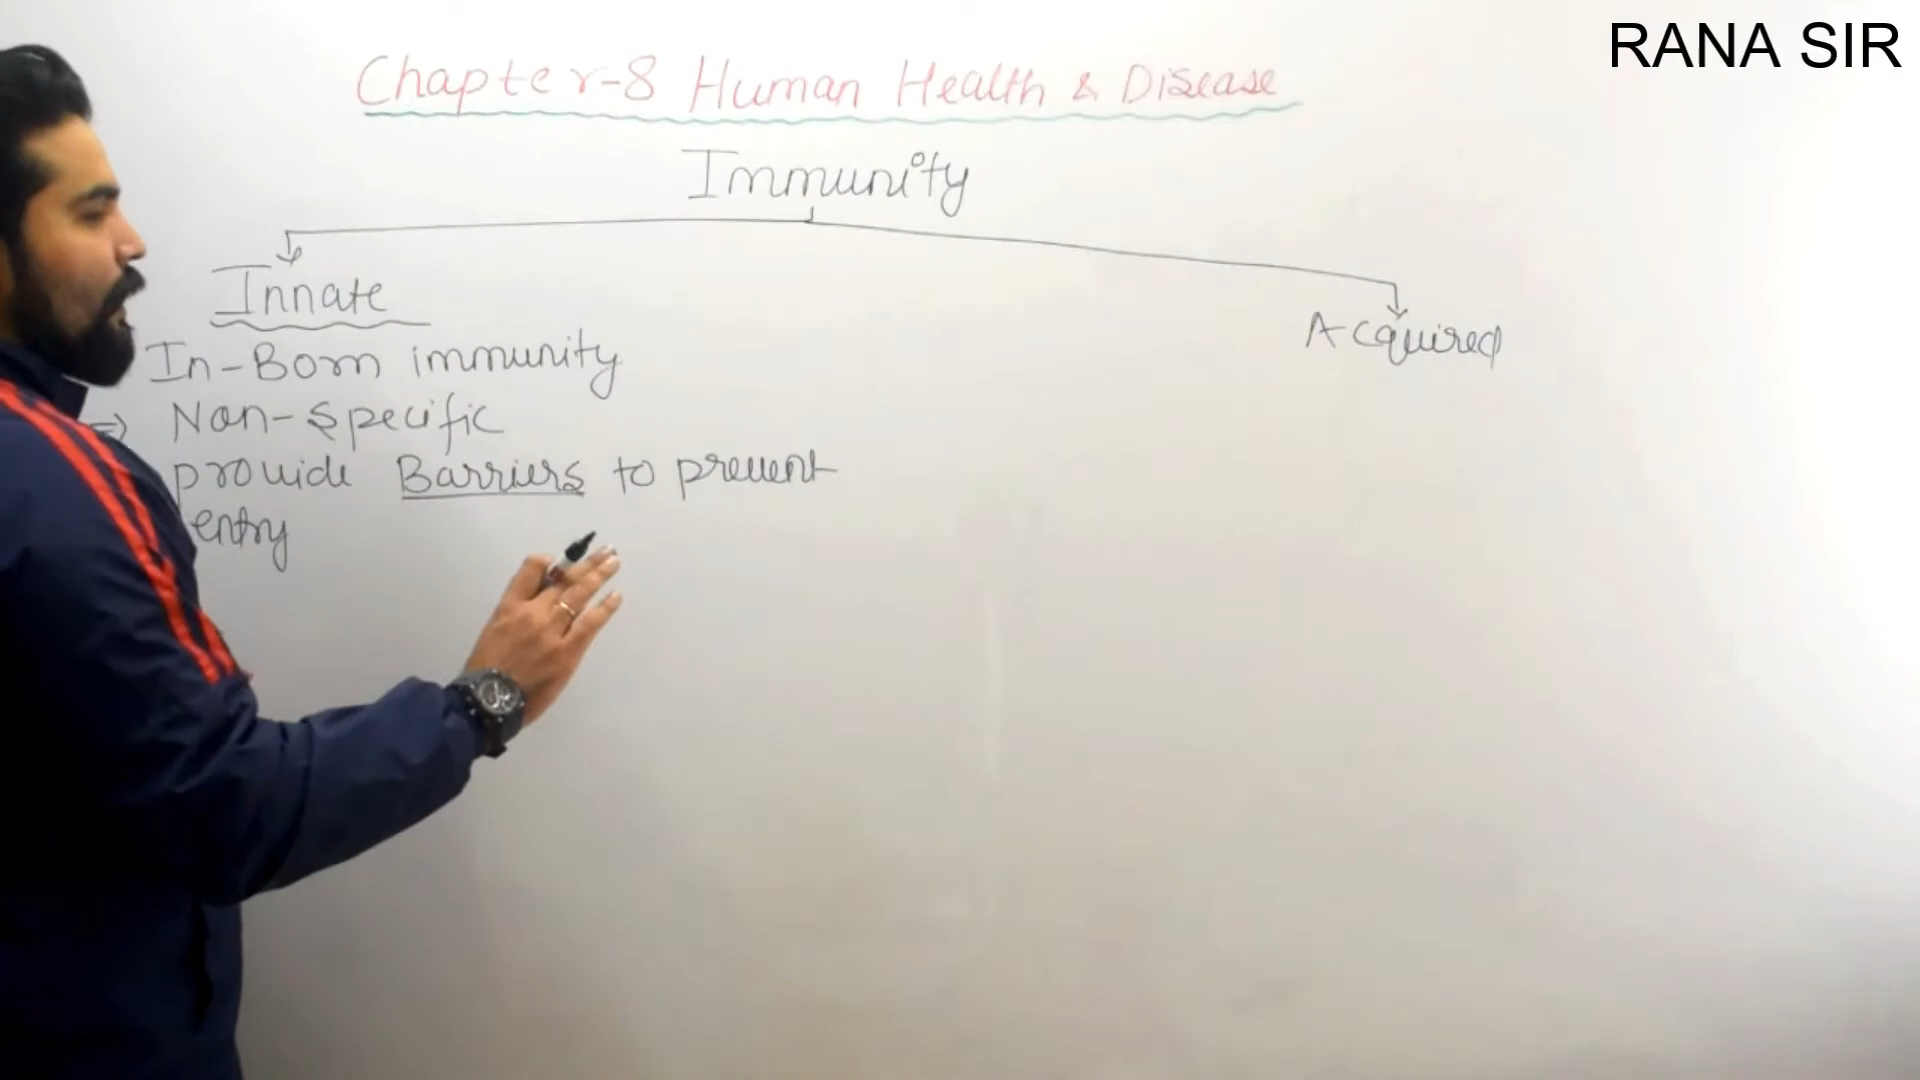 RANA SIR
Chapter-8 Human Health & Disease
Immunity
Innate
Acquired
In-Born immunity
=> Non-specific
provide Barriers to prevent
entry